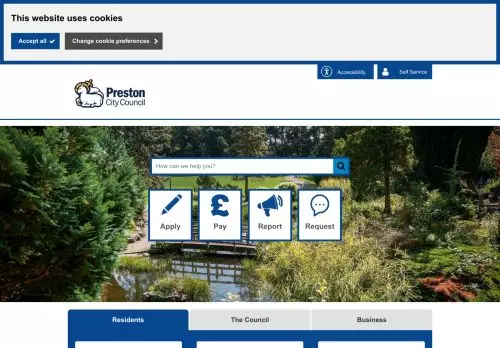 This website uses cookies
Accept all
Change cookie preferences
Accessibility
Self Service
Preston
City Council
How can we help you?
Apply
Pay
Report
Request
Residents
The Council
Business